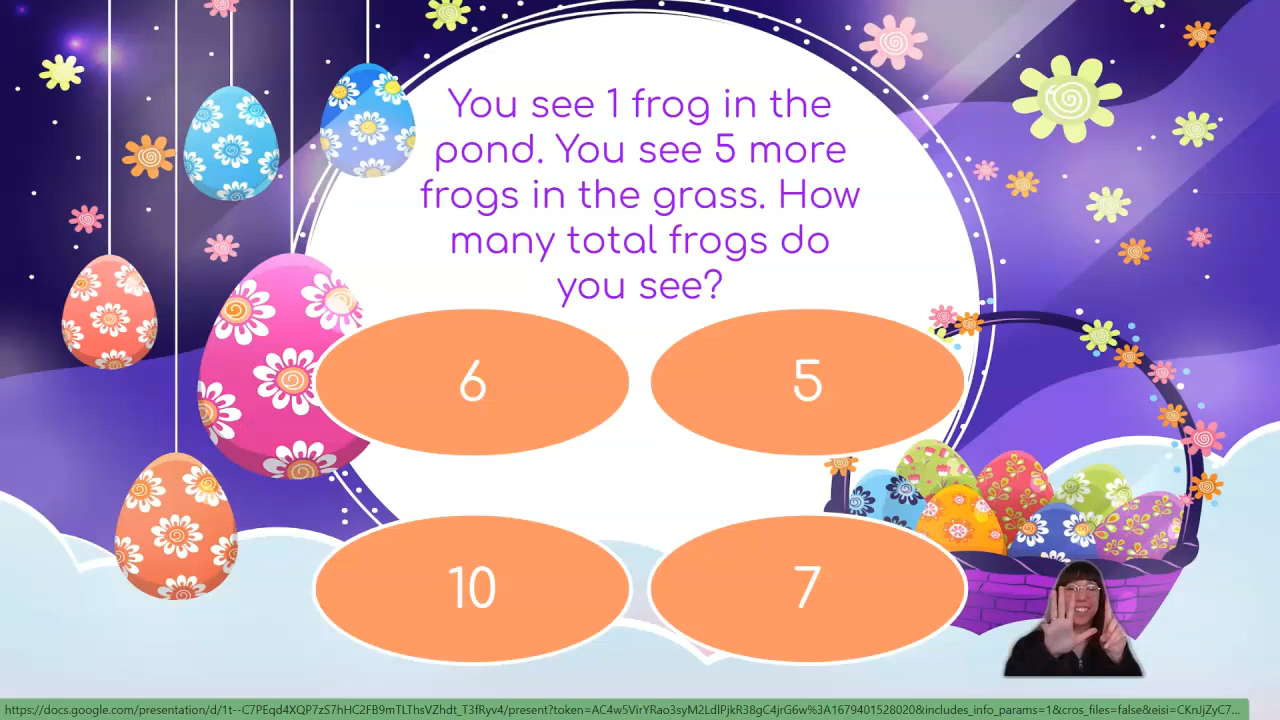 You see 1 frog in the
pond. You see 5 more
frogs in the grass. How
many total frogs do
you see?
6
5
10
7
https://docs.google.com/presentation/d/1t--C7PEqd4XQP7zS7hHC2FB9mTLThsVZhdt_T3fRyv4/present?token=AC4w5VirYRao3syM2LdlPjkR38gC4jrG6w%3A1679401528020&includes_info_params=1&cros_files=false&eisi=CKnJjZyC7...